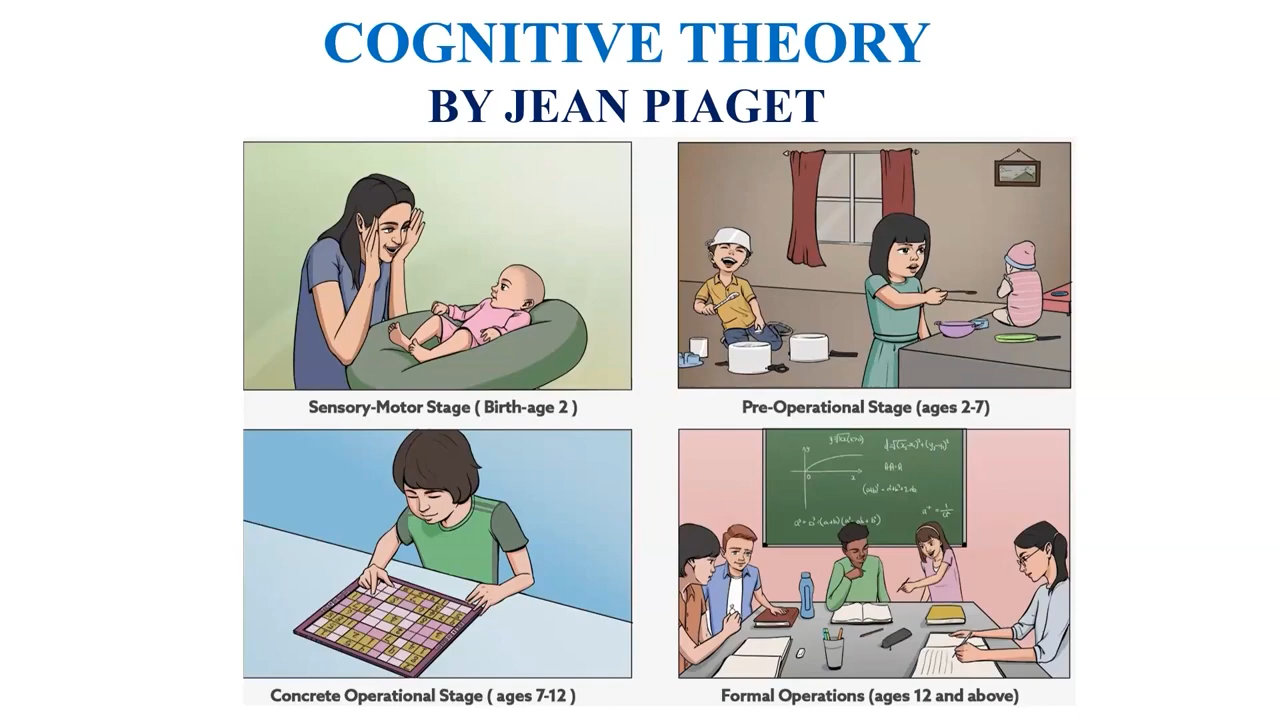 COGNITIVE THEORY
BY JEAN PIAGET
Sensory-Motor Stage ( Birth-age 2 )
Pre-Operational Stage (ages 2-7)
Concrete Operational Stage ( ages 7-12 )
Formal Operations (ages 12 and above)